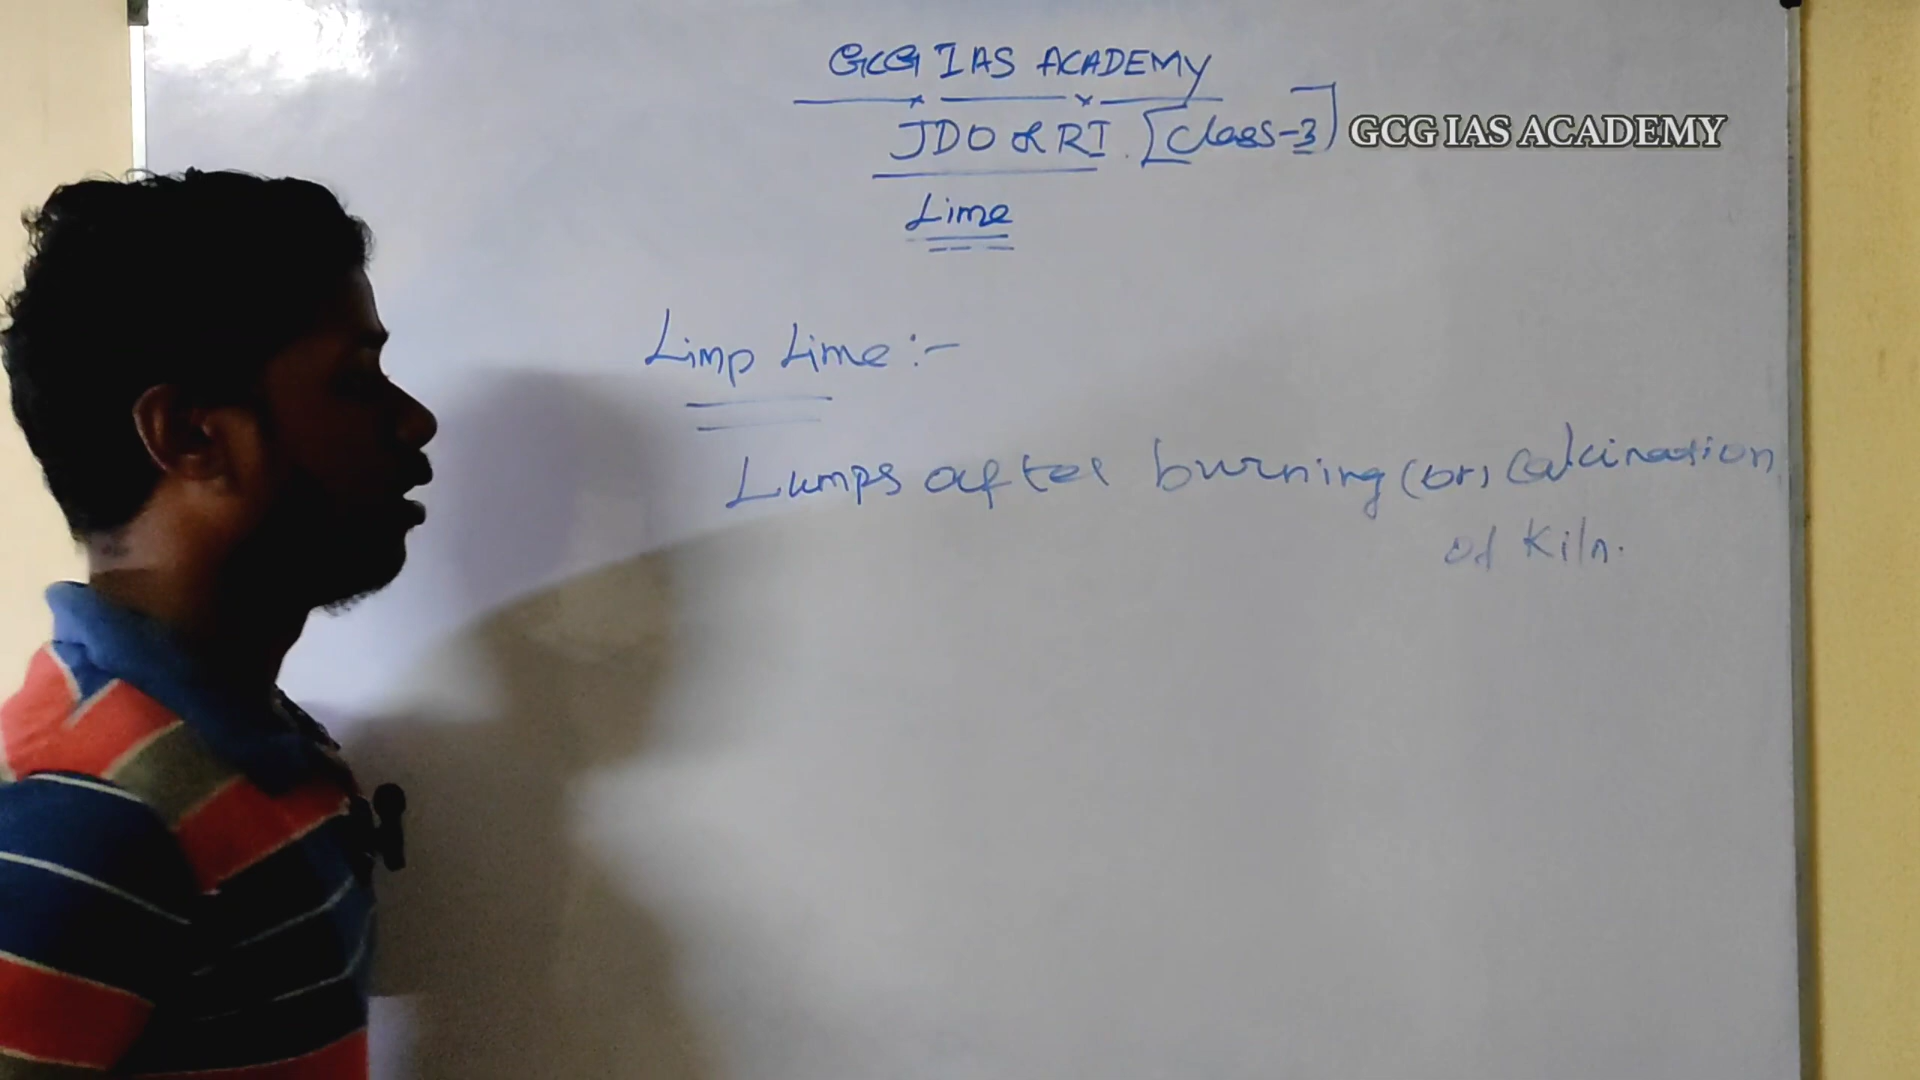 GCG IAS ACADEMY
JDO & RI [Class-3]
GCG IAS ACADEMY
Lime
Limp Lime :-
Lumps after burning (or) Calcination
of Kiln.